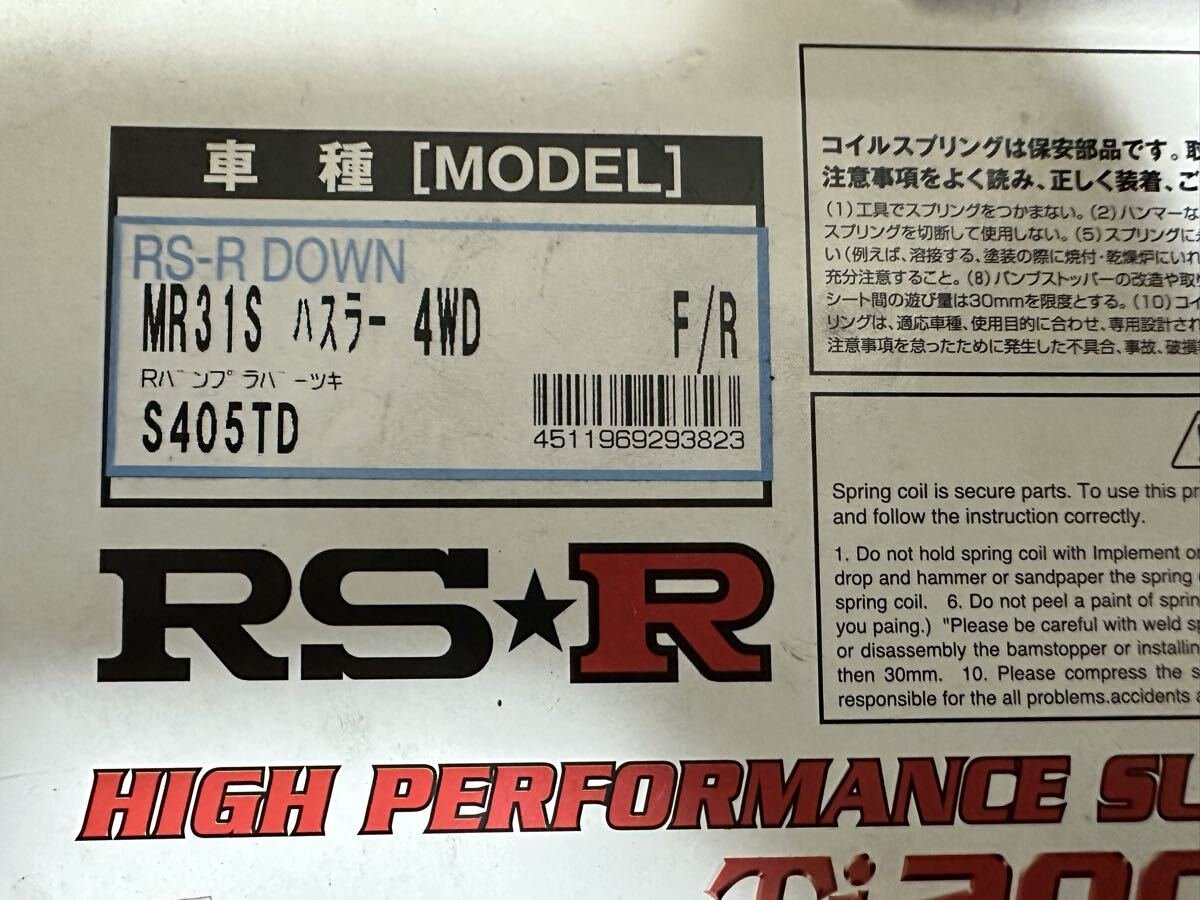 車種 [MODEL]
RS-R DOWN
MR31S ハスラー 4WD F/R
Rバンプラバーツキ
S405TD
4511969293823
RS★R
HIGH PERFORMANCE SU
Ti200
コイルスプリングは保安部品です。取
注意事項をよく読み、正しく装着、ご
(1)工具でスプリングをつかまない。(2)ハンマーな
スプリングを切断して使用しない。(5)スプリングに
い(例えば、溶接する、塗装の際に焼付・乾燥炉にいれ
充分注意すること。(8)バンプストッパーの改造や取り
シート間の遊び量は30mmを限度とする。(10)コイ
リングは、適応車種、使用目的に合わせ、専用設計され
注意事項を怠ったために発生した不具合、事故、破損等
Spring coil is secure parts. To use this pr
and follow the instruction correctly.
1. Do not hold spring coil with Implement or
drop and hammer or sandpaper the spring
spring coil. 6. Do not peel a paint of sprin
you paing.) "Please be careful with weld sp
or disassembly the bamstopper or installin
then 30mm. 10. Please compress the s
responsible for the all problems.accidents a